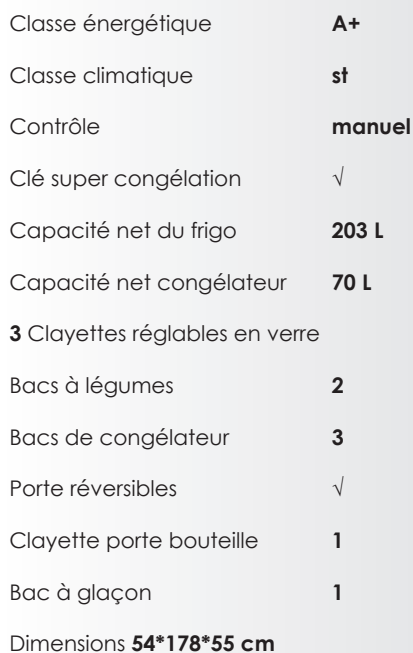 Classe énergétique A+
Classe climatique st
Contrôle manuel
Clé super congélation √
Capacité net du frigo 203 L
Capacité net congélateur 70 L
3 Clayettes réglables en verre
Bacs à légumes 2
Bacs de congélateur 3
Porte réversibles √
Clayette porte bouteille 1
Bac à glaçon 1
Dimensions 54*178*55 cm